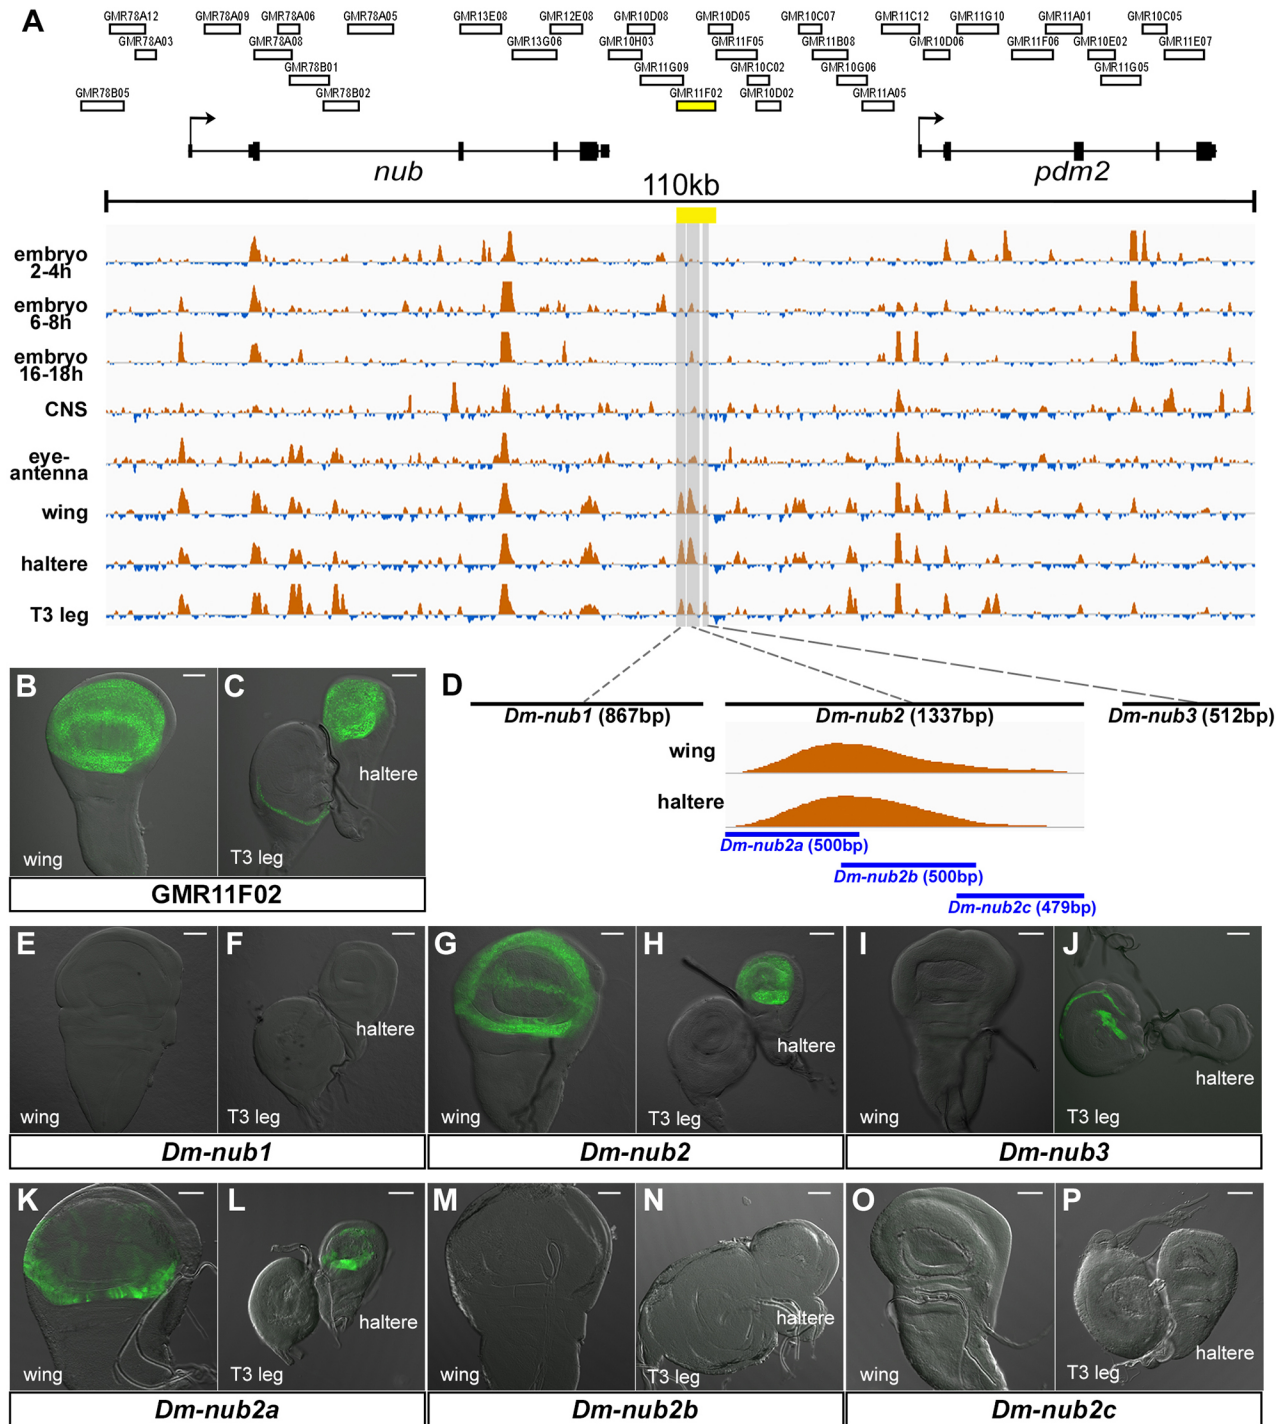 A
GMR78A12 GMR78A09 GMR78A06 GMR78A05 GMR13E08 GMR12E08 GMR10D08 GMR10D05 GMR10C07 GMR11C12 GMR11G10 GMR11A01 GMR10C05
GMR78A03 GMR78A08 GMR13G06 GMR10H03 GMR11F05 GMR11B08 GMR10D06 GMR11F06 GMR10E02 GMR11E07
GMR78B01 GMR11G09 GMR10C02 GMR10G06 GMR11G05
GMR78B05 GMR78B02 GMR11F02 GMR10D02 GMR11A05
nub pdm2
110kb
embryo
2-4h
embryo
6-8h
embryo
16-18h
CNS
eye-
antenna
wing
haltere
T3 leg
B C
haltere
wing T3 leg
GMR11F02
D
Dm-nub1 (867bp) Dm-nub2 (1337bp) Dm-nub3 (512bp)
wing
haltere
Dm-nub2a (500bp)
Dm-nub2b (500bp)
Dm-nub2c (479bp)
E F G H I J
haltere haltere haltere
wing T3 leg wing T3 leg wing T3 leg
Dm-nub1 Dm-nub2 Dm-nub3
K L M N O P
haltere haltere haltere
wing T3 leg wing T3 leg wing T3 leg
Dm-nub2a Dm-nub2b Dm-nub2c